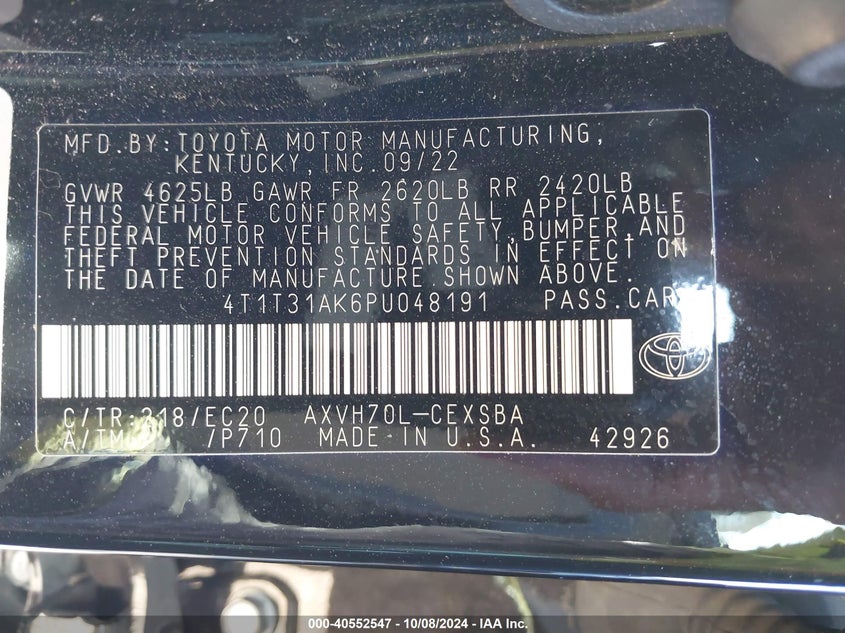 MFD.BY:TOYOTA MOTOR MANUFACTURING,
KENTUCKY,INC.09/22
GVWR 4625LB GAWR FR 2620LB RR 2420LB
THIS VEHICLE CONFORMS TO ALL APPLICABLE
FEDERAL MOTOR VEHICLE SAFETY,BUMPER,AND
THEFT PREVENTION STANDARDS IN EFFECT ON
THE DATE OF MANUFACTURE SHOWN ABOVE.
4T1T31AK6PU048191 PASS.CAR
C/TR:218/EC20 AXVH70L-CEXSBA
A/TM: /P710 MADE IN U.S.A. 42926
000-40552547 - 10/08/2024 - IAA Inc.